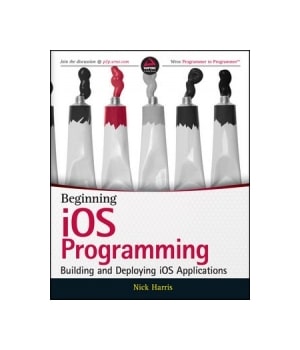 Join the discussion @ p2p.wrox.com
Wrox Programmer to Programmer™
Beginning
iOS
Programming
Building and Deploying iOS Applications
Nick Harris